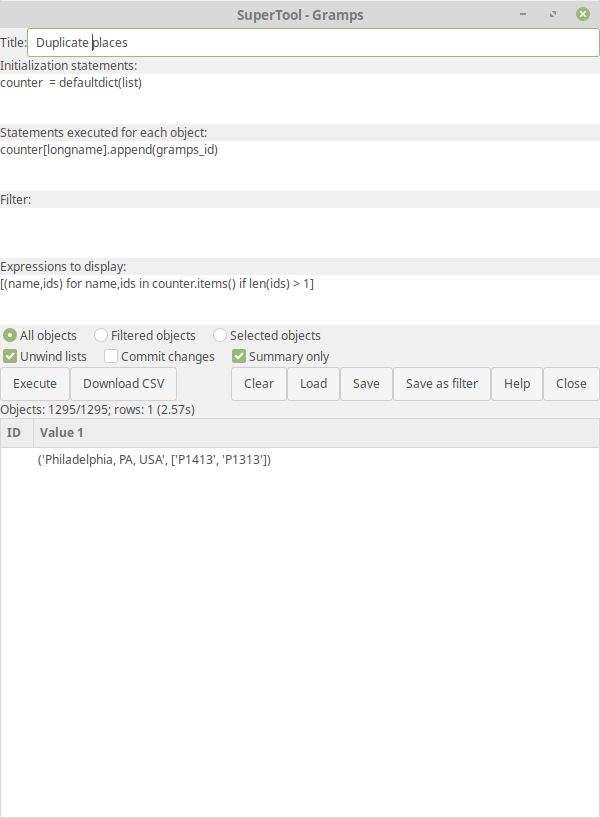 SuperTool - Gramps
Title: Duplicate places
Initialization statements:
counter  = defaultdict(list)
Statements executed for each object:
counter[longname].append(gramps_id)
Filter:
Expressions to display:
[(name,ids) for name,ids in counter.items() if len(ids) > 1]
All objects Filtered objects Selected objects
Unwind lists Commit changes Summary only
Execute Download CSV Clear Load Save Save as filter Help Close
Objects: 1295/1295; rows: 1 (2.57s)
ID Value 1
('Philadelphia, PA, USA', ['P1413', 'P1313'])